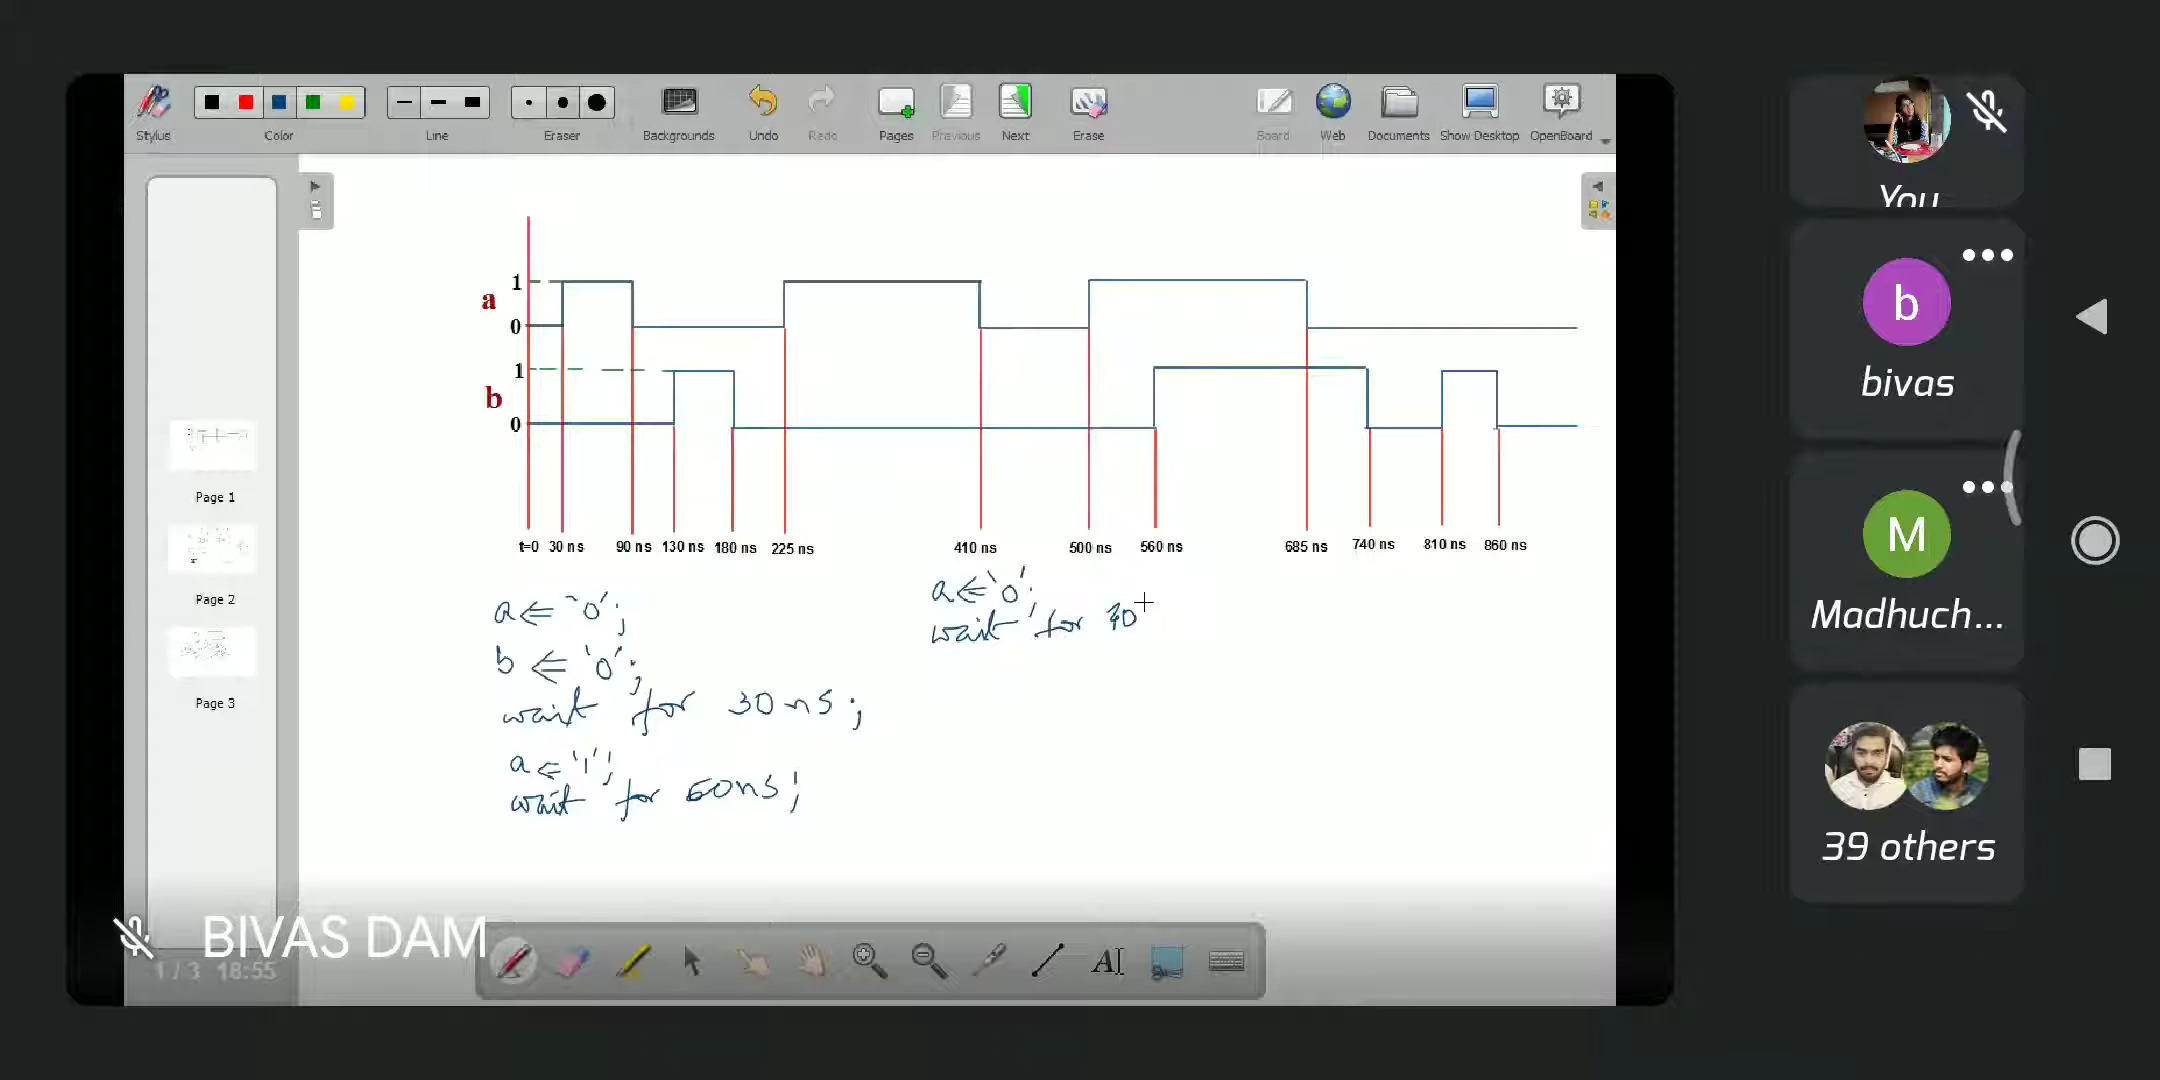 Stylus
Color
Line
Eraser
Backgrounds
Undo
Redo
Pages
Previous
Next
Erase
Board
Web
Documents
Show Desktop
OpenBoard
You
bivas
Madhuch...
39 others
Page 1
Page 2
Page 3
1
a
0
1
b
0
t=0 30 ns 90 ns 130 ns 180 ns 225 ns 410 ns 500 ns 560 ns 685 ns 740 ns 810 ns 860 ns
a <= '0';
b <= '0';
wait for 30 ns;
a <= '1';
wait for 60ns;
a <= '0';
wait for 40
BIVAS DAM
1 / 3 18:55
b
M